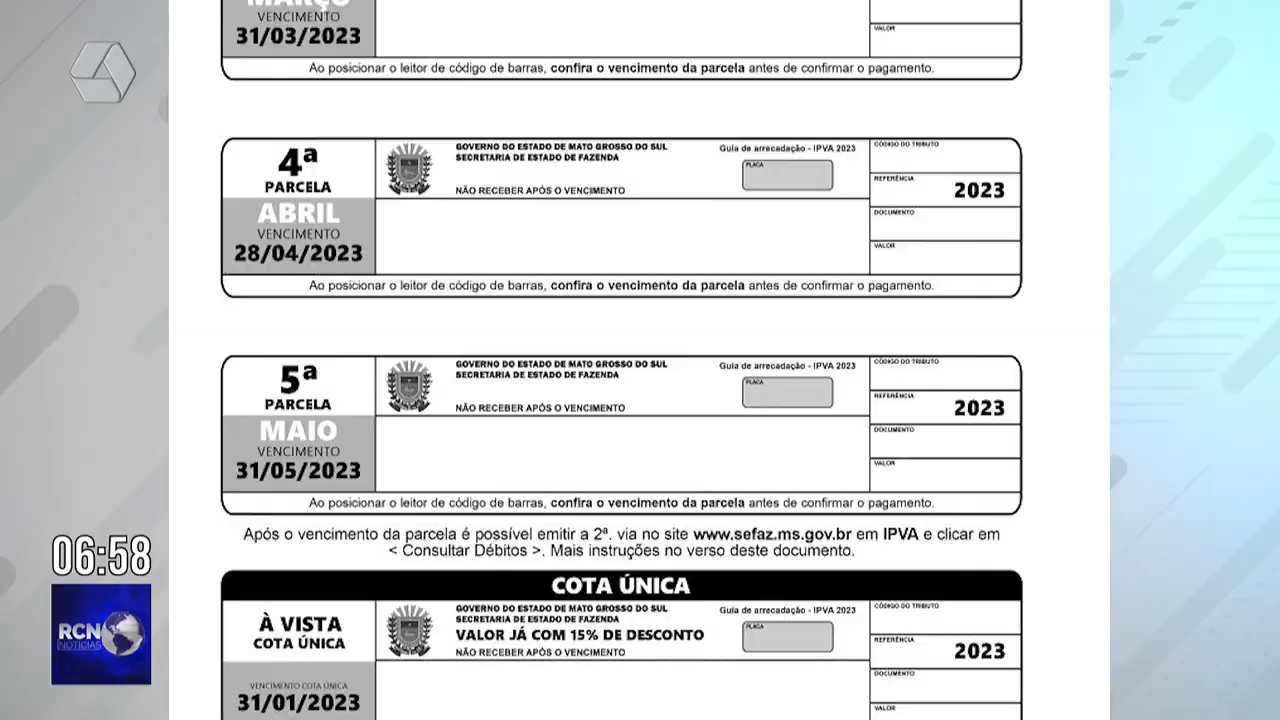 MARÇO
VENCIMENTO
31/03/2023
VALOR
Ao posicionar o leitor de código de barras, confira o vencimento da parcela antes de confirmar o pagamento.
4ª
PARCELA
ABRIL
VENCIMENTO
28/04/2023
GOVERNO DO ESTADO DE MATO GROSSO DO SUL
SECRETARIA DE ESTADO DE FAZENDA
NÃO RECEBER APÓS O VENCIMENTO
Guia de arrecadação - IPVA 2023
PLACA
CÓDIGO DO TRIBUTO
REFERÊNCIA
2023
DOCUMENTO
VALOR
Ao posicionar o leitor de código de barras, confira o vencimento da parcela antes de confirmar o pagamento.
5ª
PARCELA
MAIO
VENCIMENTO
31/05/2023
GOVERNO DO ESTADO DE MATO GROSSO DO SUL
SECRETARIA DE ESTADO DE FAZENDA
NÃO RECEBER APÓS O VENCIMENTO
Guia de arrecadação - IPVA 2023
PLACA
CÓDIGO DO TRIBUTO
REFERÊNCIA
2023
DOCUMENTO
VALOR
Ao posicionar o leitor de código de barras, confira o vencimento da parcela antes de confirmar o pagamento.
Após o vencimento da parcela é possível emitir a 2ª. via no site www.sefaz.ms.gov.br em IPVA e clicar em
< Consultar Débitos >. Mais instruções no verso deste documento.
COTA ÚNICA
À VISTA
COTA ÚNICA
VENCIMENTO COTA ÚNICA
31/01/2023
GOVERNO DO ESTADO DE MATO GROSSO DO SUL
SECRETARIA DE ESTADO DE FAZENDA
VALOR JÁ COM 15% DE DESCONTO
NÃO RECEBER APÓS O VENCIMENTO
Guia de arrecadação - IPVA 2023
PLACA
CÓDIGO DO TRIBUTO
REFERÊNCIA
2023
DOCUMENTO
VALOR
06:58
RCN
NOTÍCIAS